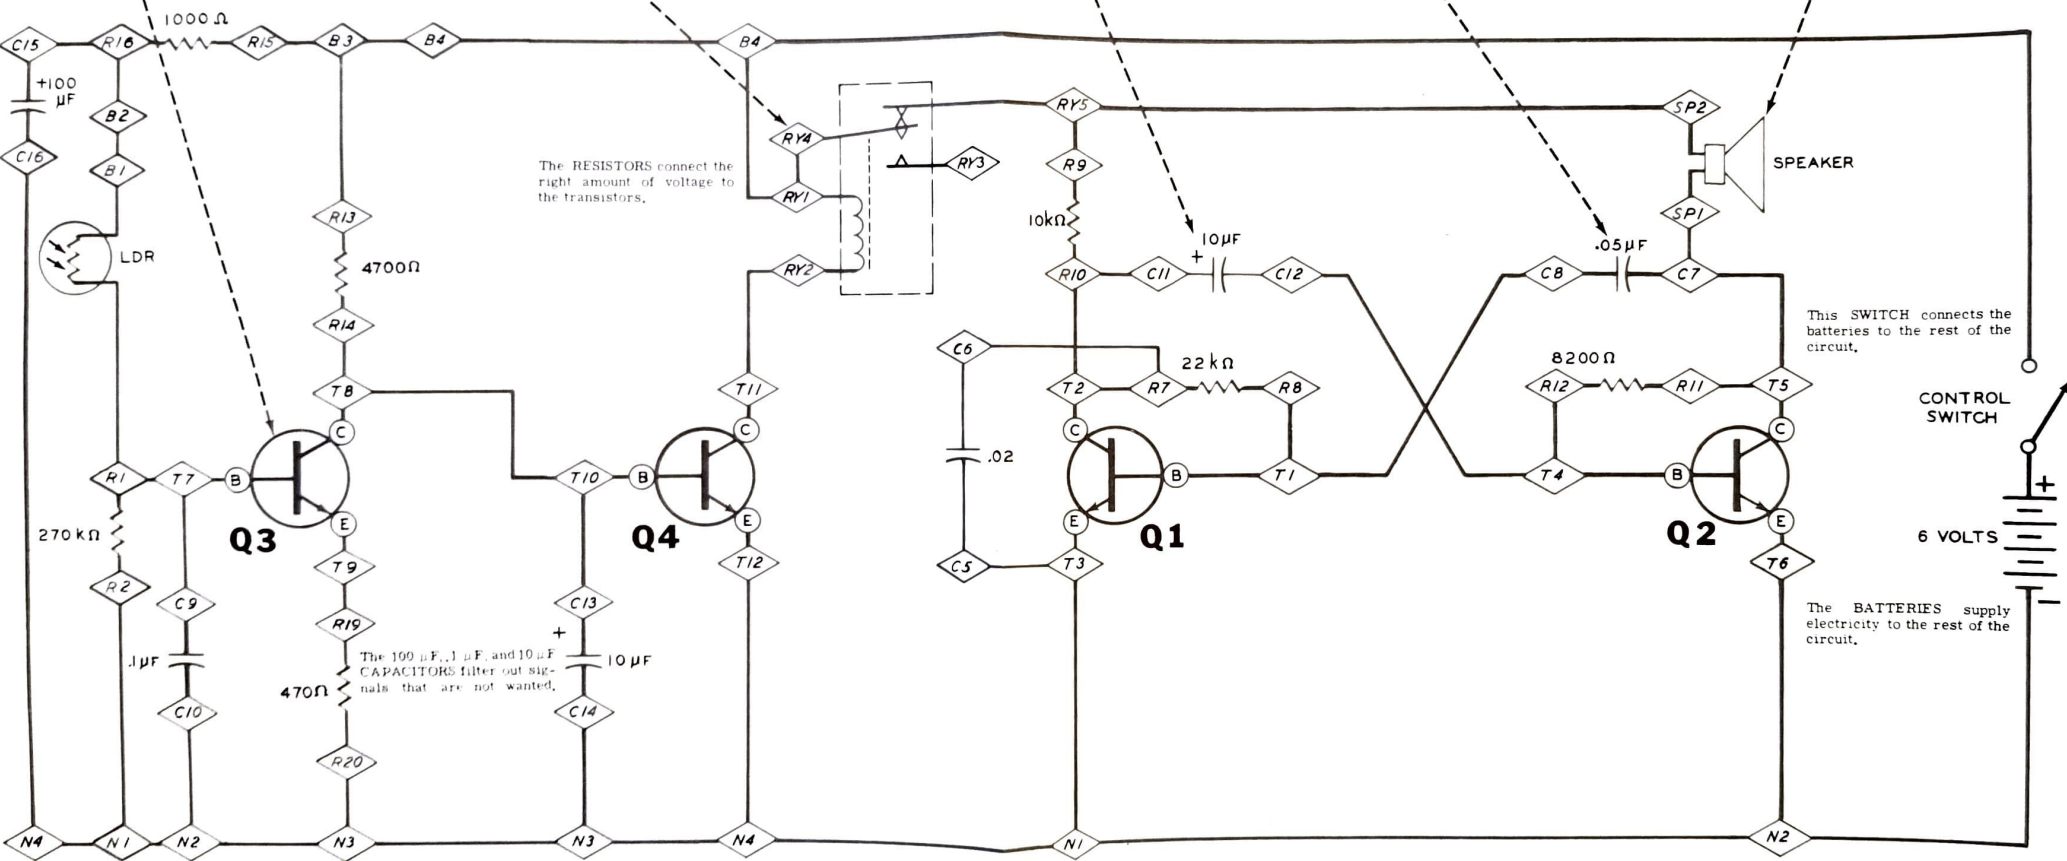 1000Ω
C15
R16
R15
B3
B4
B4
+100
µF
B2
C16
B1
LDR
R13
4700Ω
R14
The RESISTORS connect the
right amount of voltage to
the transistors.
RY4
RY3
RY1
RY2
RY5
R9
10kΩ
SP2
SPEAKER
SP1
10µF
+
R10
C11
C12
.05µF
C8
C7
This SWITCH connects the
batteries to the rest of the
circuit.
T8
T11
C6
22kΩ
T2
R7
R8
8200Ω
R12
R11
T5
CONTROL
SWITCH
C
C
C
C
.02
R1
T7
B
T10
B
B
T1
T4
B
E
E
E
E
Q3
Q4
Q1
Q2
+
6 VOLTS
−
270kΩ
T9
T12
C5
T3
T6
R2
C9
R19
C13
The BATTERIES supply
electricity to the rest of the
circuit.
.1µF
The 100 µF, .1 µF, and 10 µF
CAPACITORS filter out sig-
nals that are not wanted.
+
10µF
470Ω
C10
C14
R20
N4
N1
N2
N3
N3
N4
N1
N2